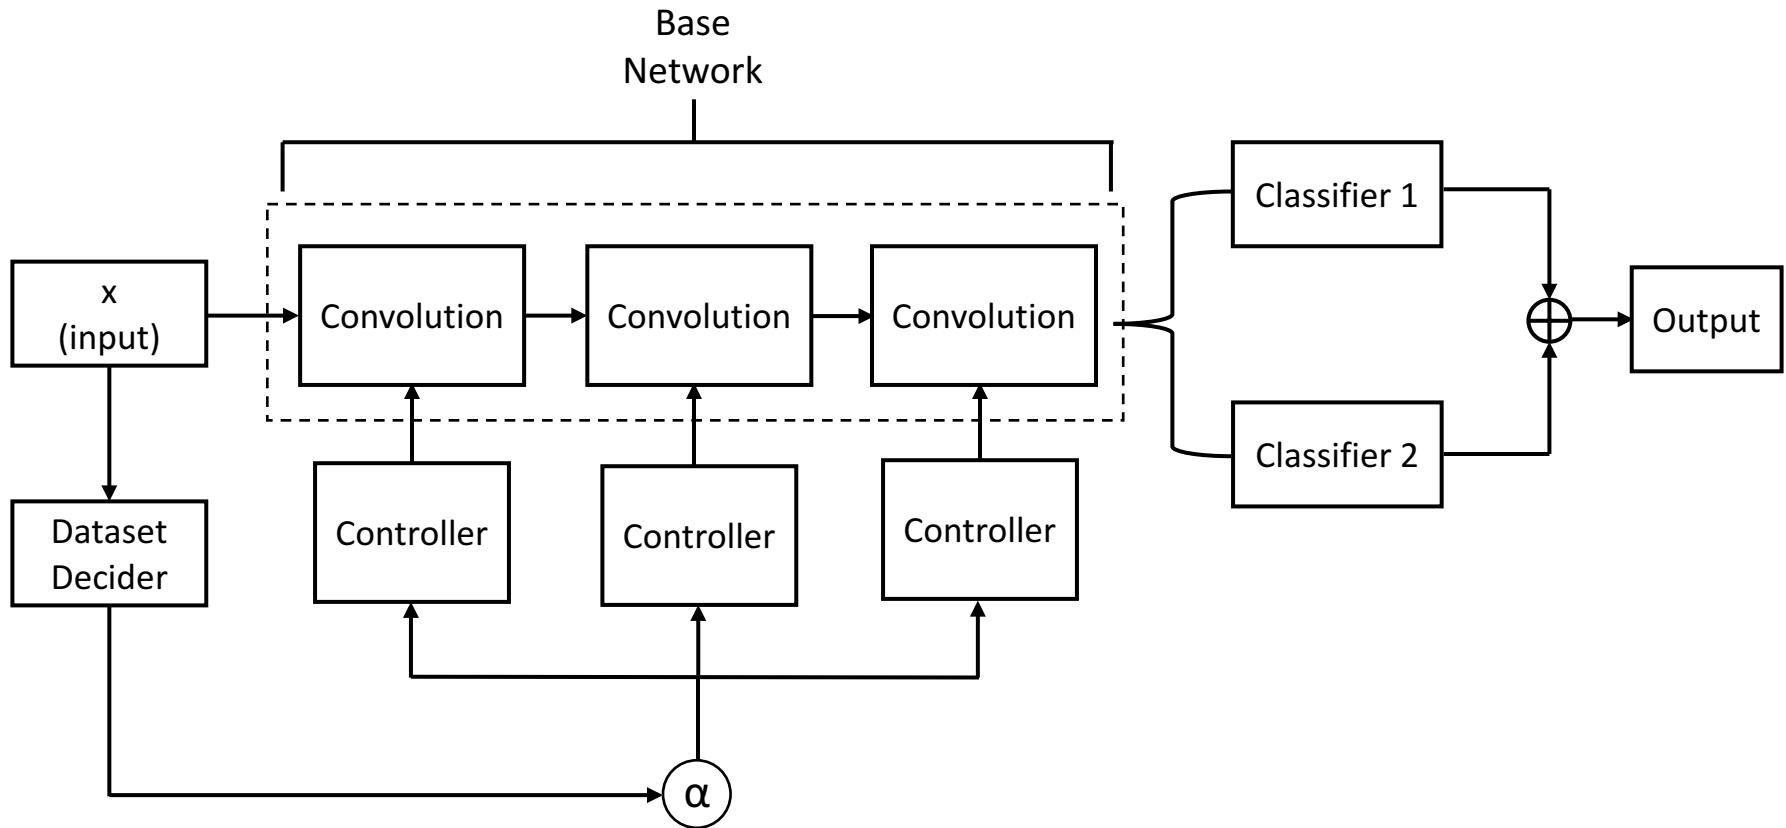 Base
Network
Classifier 1
x
(input)
Convolution
Convolution
Convolution
Output
Classifier 2
Dataset
Decider
Controller
Controller
Controller
α